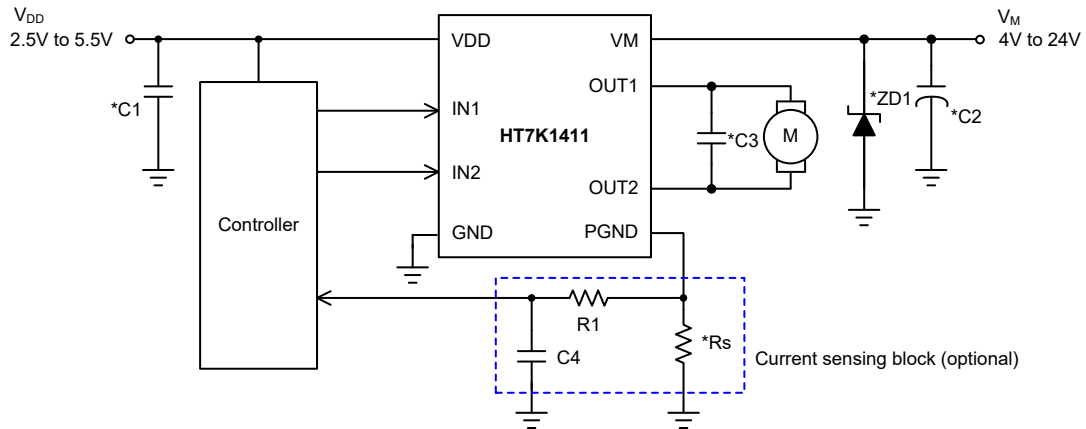 VDD
2.5V to 5.5V
VM
4V to 24V
VDD
VM
*C1
OUT1
*ZD1
*C2
IN1
HT7K1411
*C3
M
IN2
OUT2
Controller
GND
PGND
R1
*Rs
C4
Current sensing block (optional)